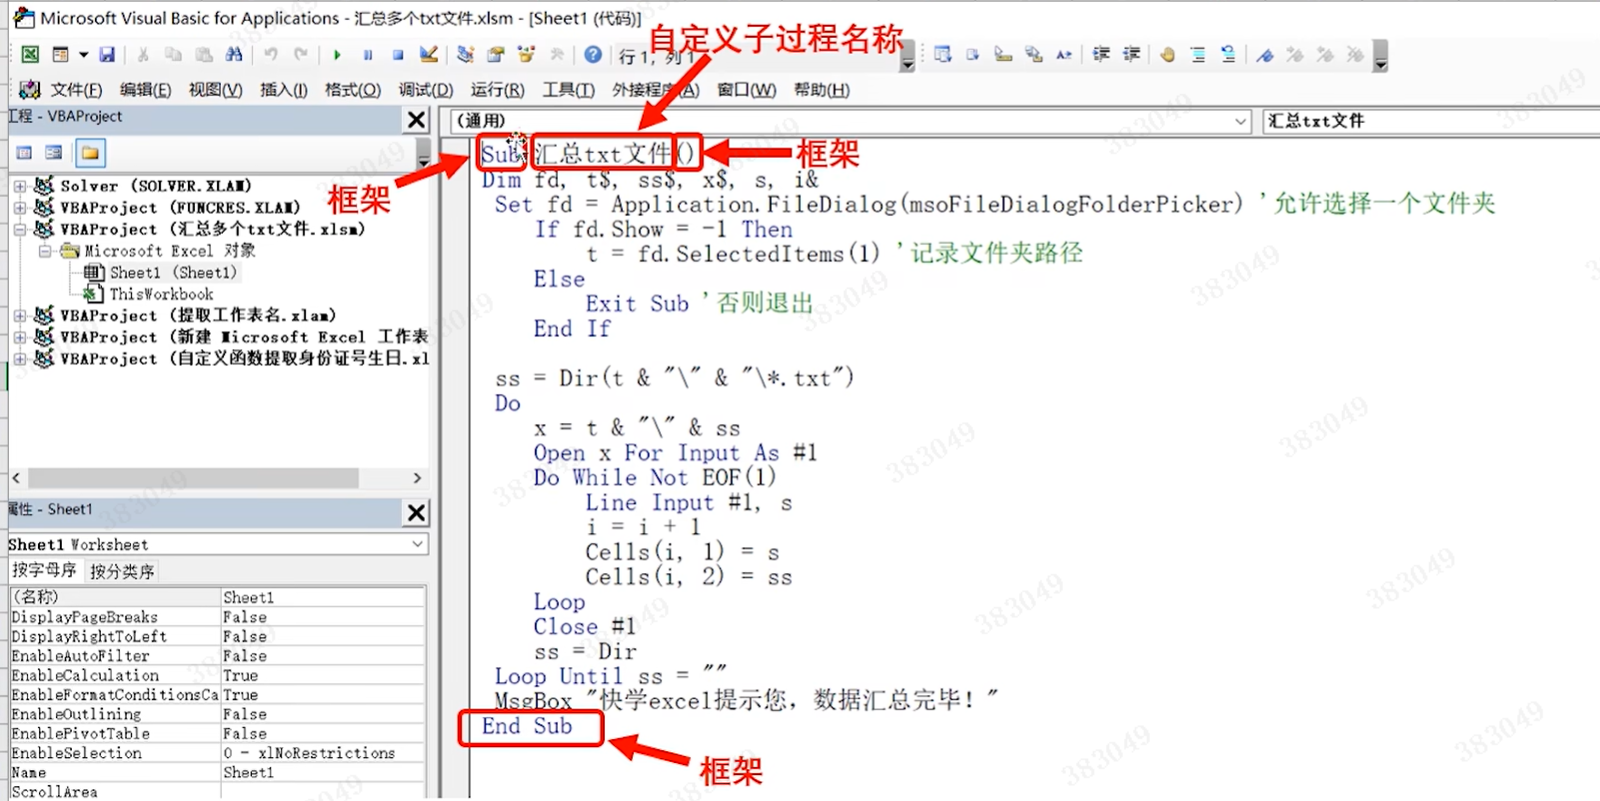 Microsoft Visual Basic for Applications - 汇总多个txt文件.xlsm - [Sheet1 (代码)]
行 1, 列 1
自定义子过程名称
文件(F) 编辑(E) 视图(V) 插入(I) 格式(O) 调试(D) 运行(R) 工具(T) 外接程序(A) 窗口(W) 帮助(H)
工程 - VBAProject
(通用)
汇总txt文件
Solver (SOLVER.XLAM)
VBAProject (FUNCRES.XLAM)
VBAProject (汇总多个txt文件.xlsm)
Microsoft Excel 对象
Sheet1 (Sheet1)
ThisWorkbook
VBAProject (提取工作表名.xlam)
VBAProject (新建 Microsoft Excel 工作表
VBAProject (自定义函数提取身份证号生日.xl
框架
框架
Sub 汇总txt文件()
Dim fd, t$, ss$, x$, s, i&
Set fd = Application.FileDialog(msoFileDialogFolderPicker) '允许选择一个文件夹
If fd.Show = -1 Then
t = fd.SelectedItems(1) '记录文件夹路径
Else
Exit Sub '否则退出
End If
ss = Dir(t & "\" & "\*.txt")
Do
x = t & "\" & ss
Open x For Input As #1
Do While Not EOF(1)
Line Input #1, s
i = i + 1
Cells(i, 1) = s
Cells(i, 2) = ss
Loop
Close #1
ss = Dir
Loop Until ss = ""
MsgBox "快学excel提示您，数据汇总完毕！"
End Sub
框架
属性 - Sheet1
Sheet1 Worksheet
按字母序 按分类序
(名称) Sheet1
DisplayPageBreaks False
DisplayRightToLeft False
EnableAutoFilter False
EnableCalculation True
EnableFormatConditionsCa True
EnableOutlining False
EnablePivotTable False
EnableSelection 0 - xlNoRestrictions
Name Sheet1
ScrollArea
383049